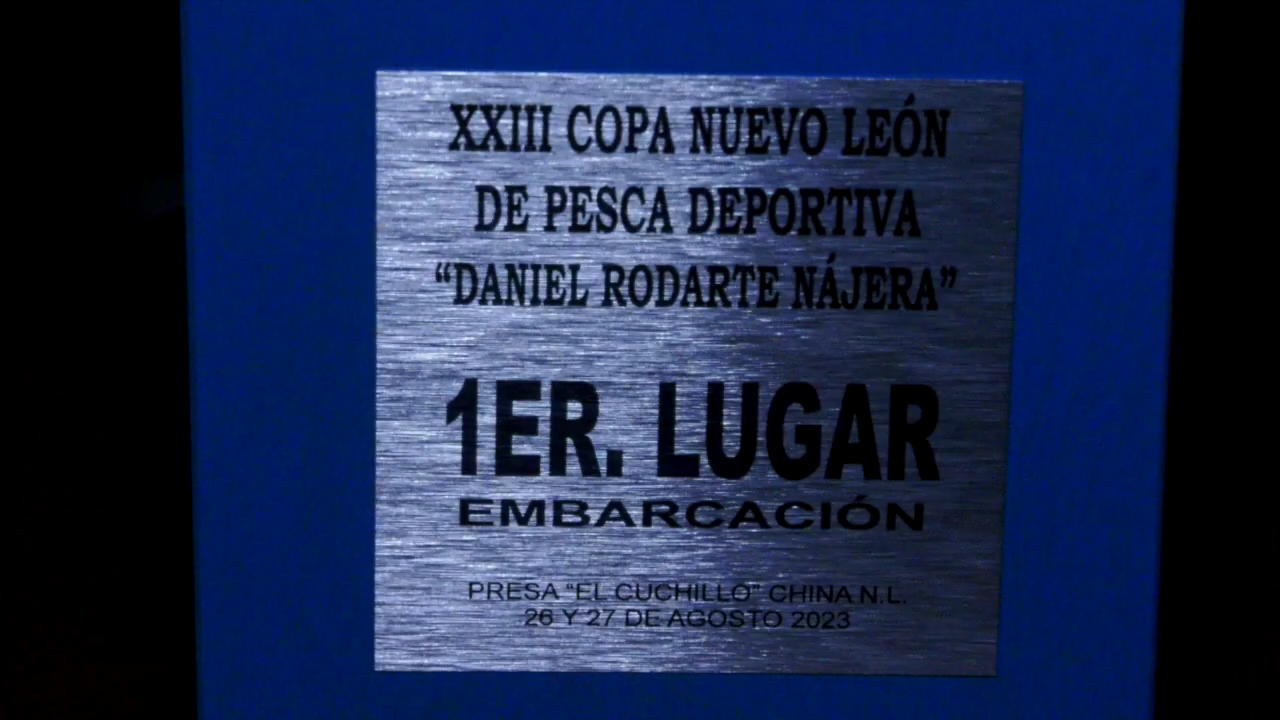 XXIII COPA NUEVO LEÓN
DE PESCA DEPORTIVA
“DANIEL RODARTE NÁJERA”
1ER. LUGAR
EMBARCACIÓN
PRESA “EL CUCHILLO” CHINA N.L.
26 Y 27 DE AGOSTO 2023